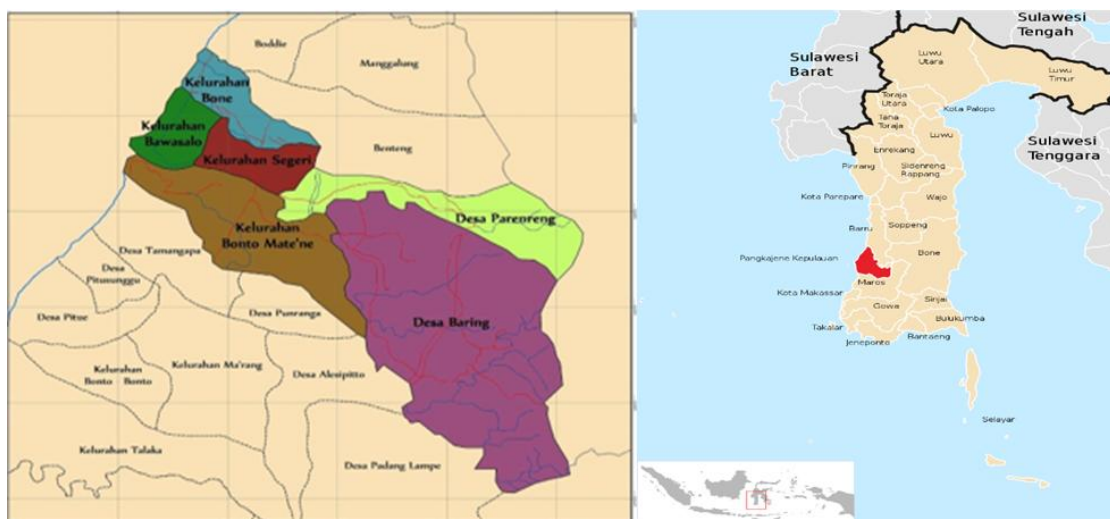 Boddie
Manggalung
Kelurahan
Bone
Kelurahan
Bawasalo
Kelurahan Segeri
Benteng
Desa Parenreng
Kelurahan
Bonto Mate'ne
Desa Tamangapa
Desa
Pitusunggu
Desa Pitue
Desa Punranga
Desa Baring
Kelurahan
Bonto - Bonto
Kelurahan Ma'rang
Desa Alesipitto
Kelurahan Talaka
Desa Padang Lampe
Sulawesi
Tengah
Sulawesi
Barat
Luwu
Utara
Luwu
Timur
Toraja
Utara
Kota Palopo
Tana
Toraja
Luwu
Sulawesi
Tenggara
Enrekang
Pinrang
Sidenreng
Rappang
Kota Parepare
Wajo
Barru
Soppeng
Pangkajene Kepulauan
Bone
Maros
Kota Makassar
Gowa
Sinjai
Takalar
Bulukumba
Bantaeng
Jeneponto
Selayar